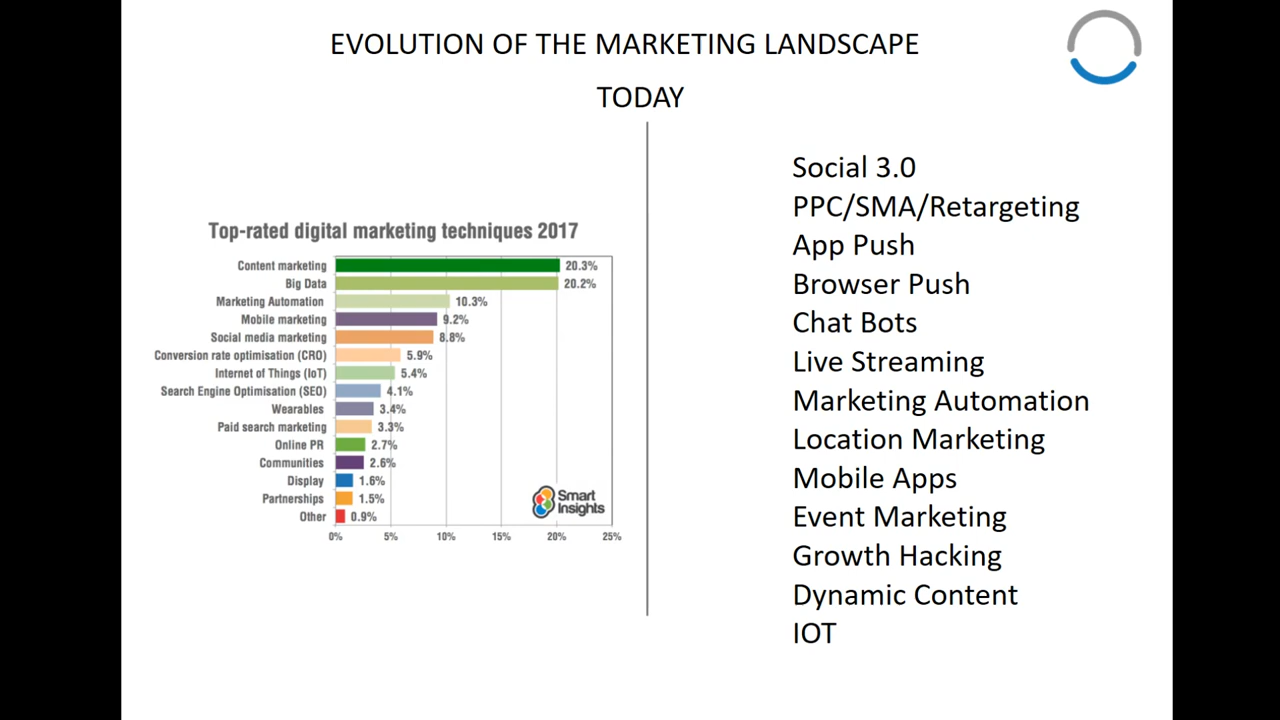 EVOLUTION OF THE MARKETING LANDSCAPE
TODAY
Top-rated digital marketing techniques 2017
Content marketing 20.3%
Big Data 20.2%
Marketing Automation 10.3%
Mobile marketing 9.2%
Social media marketing 8.8%
Conversion rate optimisation (CRO) 5.9%
Internet of Things (IoT) 5.4%
Search Engine Optimisation (SEO) 4.1%
Wearables 3.4%
Paid search marketing 3.3%
Online PR 2.7%
Communities 2.6%
Display 1.6%
Partnerships 1.5%
Other 0.9%
0% 5% 10% 15% 20% 25%
Smart
Insights
Social 3.0
PPC/SMA/Retargeting
App Push
Browser Push
Chat Bots
Live Streaming
Marketing Automation
Location Marketing
Mobile Apps
Event Marketing
Growth Hacking
Dynamic Content
IOT